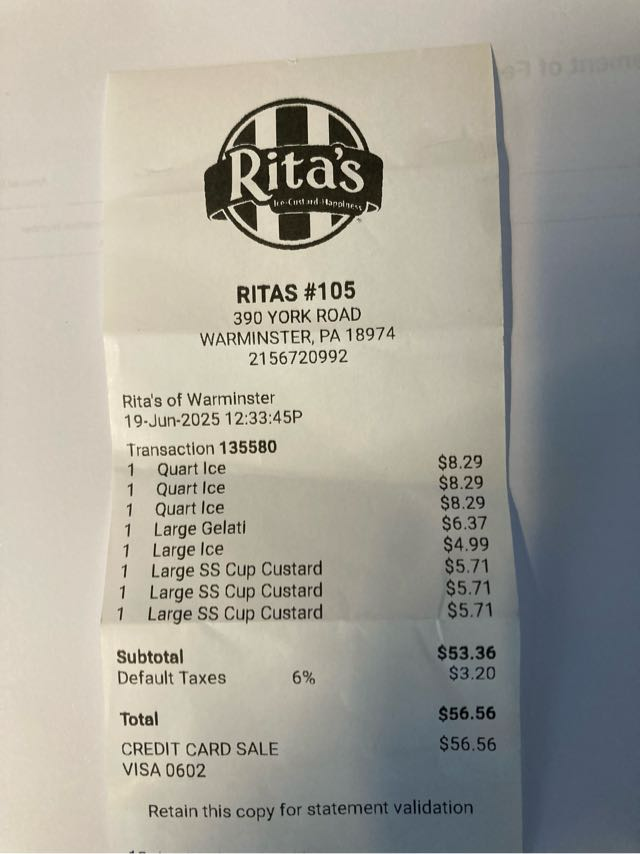 Rita's
Ice-Custard-Happiness
RITAS #105
390 YORK ROAD
WARMINSTER, PA 18974
2156720992
Rita's of Warminster
19-Jun-2025 12:33:45P
Transaction 135580
1 Quart Ice $8.29
1 Quart Ice $8.29
1 Quart Ice $8.29
1 Large Gelati $6.37
1 Large Ice $4.99
1 Large SS Cup Custard $5.71
1 Large SS Cup Custard $5.71
1 Large SS Cup Custard $5.71
Subtotal $53.36
Default Taxes 6% $3.20
Total $56.56
CREDIT CARD SALE $56.56
VISA 0602
Retain this copy for statement validation